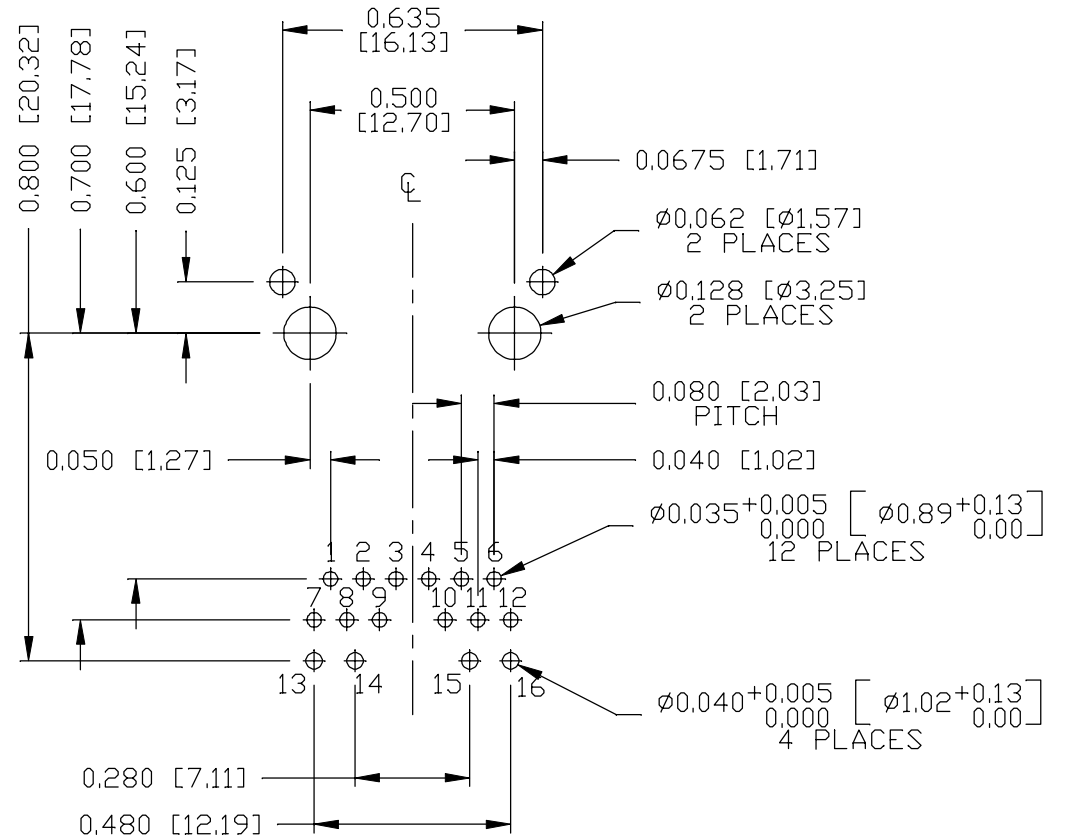 0.635
[16.13]
0.500
[12.70]
0.800 [20.32]
0.700 [17.78]
0.600 [15.24]
0.125 [3.17]
℄
0.0675 [1.71]
Ø0.062 [Ø1.57]
2 PLACES
Ø0.128 [Ø3.25]
2 PLACES
0.080 [2.03]
PITCH
0.050 [1.27]
0.040 [1.02]
Ø0.035+0.005 0.000 [Ø0.89+0.13 0.00]
12 PLACES
1 2 3 4 5 6
7 8 9 10 11 12
13 14 15 16
Ø0.040+0.005 0.000 [Ø1.02+0.13 0.00]
4 PLACES
0.280 [7.11]
0.480 [12.19]